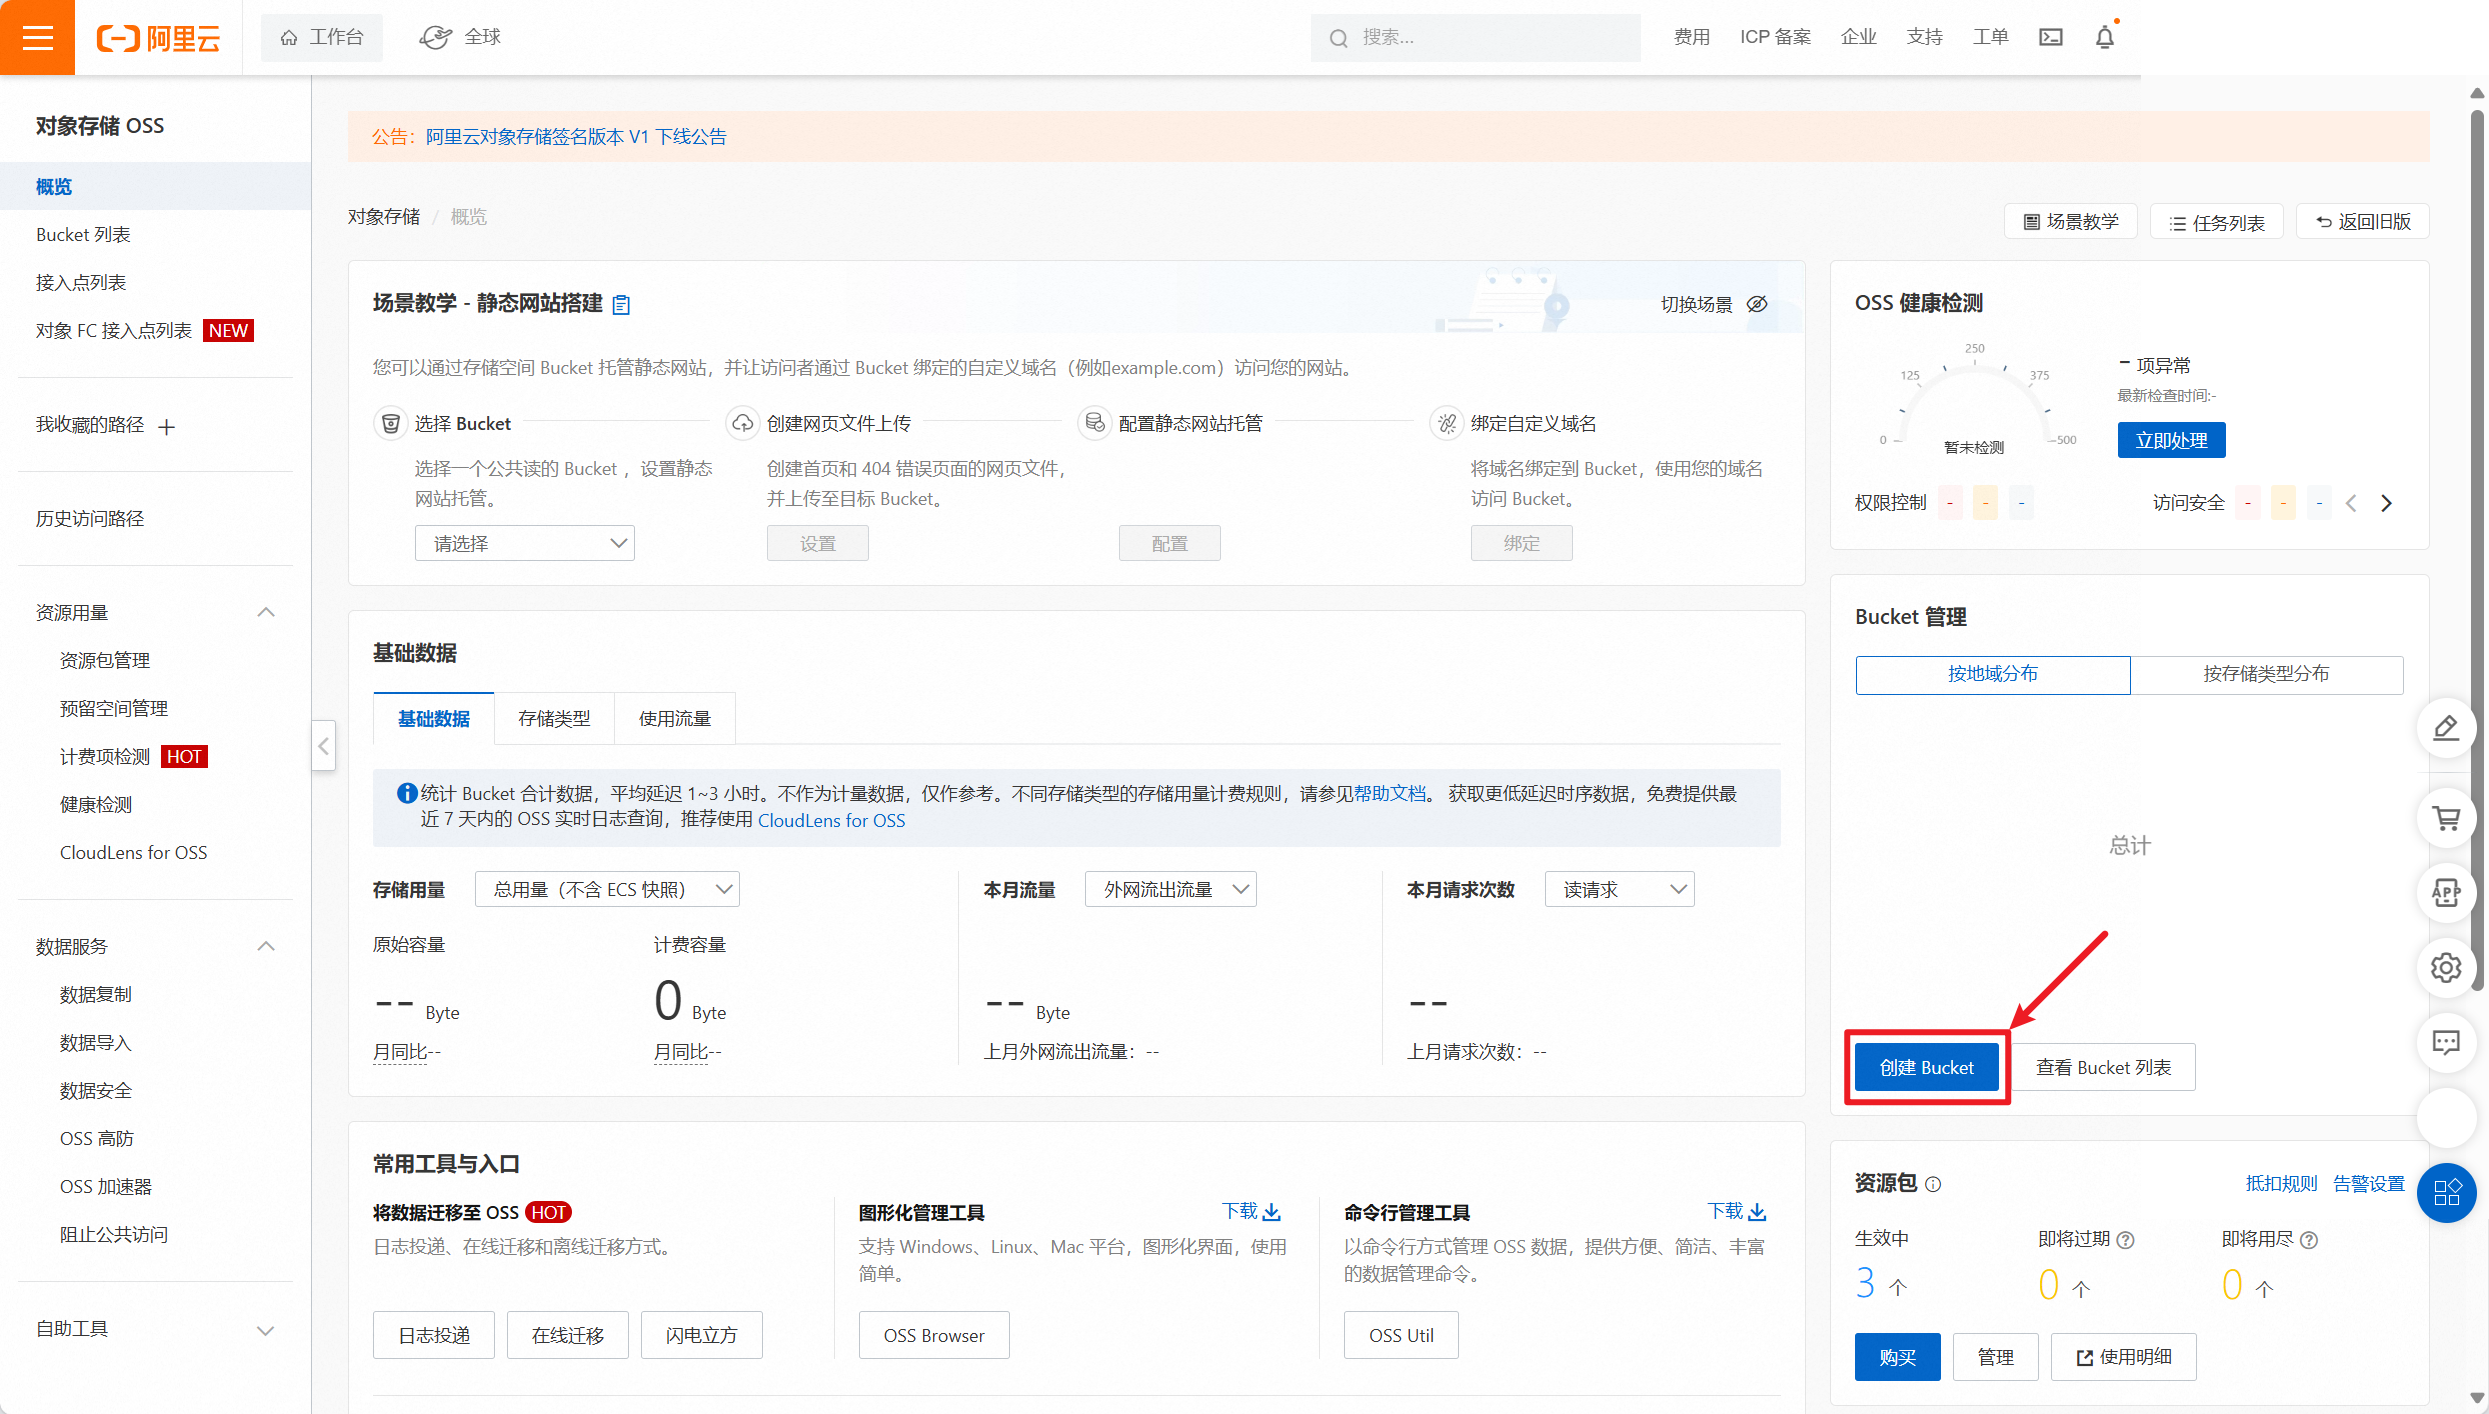 阿里云
工作台
全球
搜索...
费用
ICP 备案
企业
支持
工单
对象存储 OSS
概览
Bucket 列表
接入点列表
对象 FC 接入点列表 NEW
我收藏的路径
历史访问路径
资源用量
资源包管理
预留空间管理
计费项检测 HOT
健康检测
CloudLens for OSS
数据服务
数据复制
数据导入
数据安全
OSS 高防
OSS 加速器
阻止公共访问
自助工具
公告：阿里云对象存储签名版本 V1 下线公告
对象存储 / 概览
场景教学
任务列表
返回旧版
场景教学 - 静态网站搭建
切换场景
您可以通过存储空间 Bucket 托管静态网站，并让访问者通过 Bucket 绑定的自定义域名（例如example.com）访问您的网站。
选择 Bucket
选择一个公共读的 Bucket ，设置静态
网站托管。
请选择
创建网页文件上传
创建首页和 404 错误页面的网页文件，
并上传至目标 Bucket。
设置
配置静态网站托管
配置
绑定自定义域名
将域名绑定到 Bucket，使用您的域名
访问 Bucket。
绑定
基础数据
基础数据
存储类型
使用流量
统计 Bucket 合计数据，平均延迟 1~3 小时。不作为计量数据，仅作参考。不同存储类型的存储用量计费规则，请参见帮助文档。 获取更低延迟时序数据，免费提供最
近 7 天内的 OSS 实时日志查询，推荐使用 CloudLens for OSS
存储用量
总用量（不含 ECS 快照）
原始容量
-- Byte
月同比--
计费容量
0 Byte
月同比--
本月流量
外网流出流量
-- Byte
上月外网流出流量：--
本月请求次数
读请求
--
上月请求次数：--
常用工具与入口
将数据迁移至 OSS HOT
日志投递、在线迁移和离线迁移方式。
日志投递
在线迁移
闪电立方
图形化管理工具
下载
支持 Windows、Linux、Mac 平台，图形化界面，使用
简单。
OSS Browser
命令行管理工具
下载
以命令行方式管理 OSS 数据，提供方便、简洁、丰富
的数据管理命令。
OSS Util
OSS 健康检测
0
125
250
375
500
暂未检测
- 项异常
最新检查时间:-
立即处理
权限控制 - - -
访问安全 - - -
Bucket 管理
按地域分布
按存储类型分布
总计
创建 Bucket
查看 Bucket 列表
资源包
抵扣规则
告警设置
生效中
3 个
即将过期
0 个
即将用尽
0 个
购买
管理
使用明细
APP